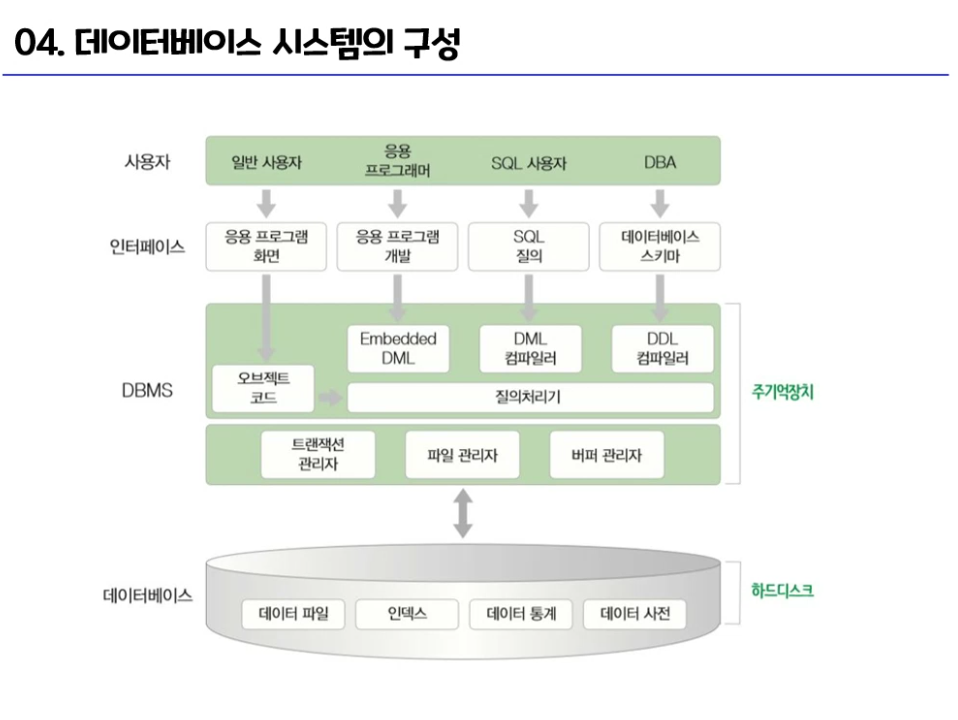 04. 데이터베이스 시스템의 구성
사용자
일반 사용자
응용
프로그래머
SQL 사용자
DBA
인터페이스
응용 프로그램
화면
응용 프로그램
개발
SQL
질의
데이터베이스
스키마
DBMS
Embedded
DML
DML
컴파일러
DDL
컴파일러
오브젝트
코드
질의처리기
주기억장치
트랜잭션
관리자
파일 관리자
버퍼 관리자
데이터베이스
데이터 파일
인덱스
데이터 통계
데이터 사전
하드디스크